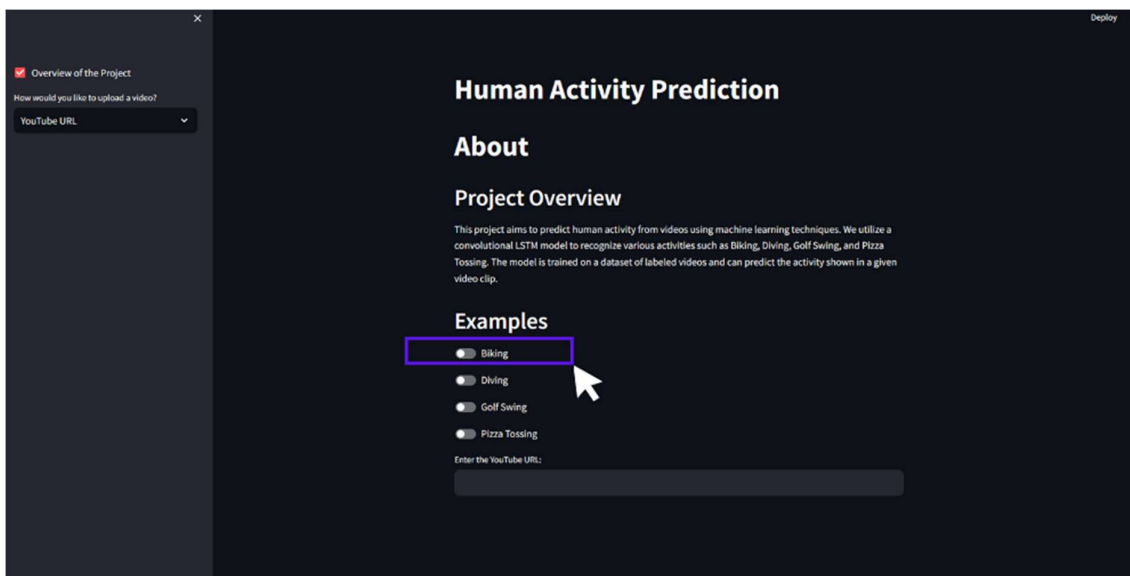 Deploy
Overview of the Project
How would you like to upload a video?
YouTube URL
Human Activity Prediction
About
Project Overview
This project aims to predict human activity from videos using machine learning techniques. We utilize a
convolutional LSTM model to recognize various activities such as Biking, Diving, Golf Swing, and Pizza
Tossing. The model is trained on a dataset of labeled videos and can predict the activity shown in a given
video clip.
Examples
Biking
Diving
Golf Swing
Pizza Tossing
Enter the YouTube URL: